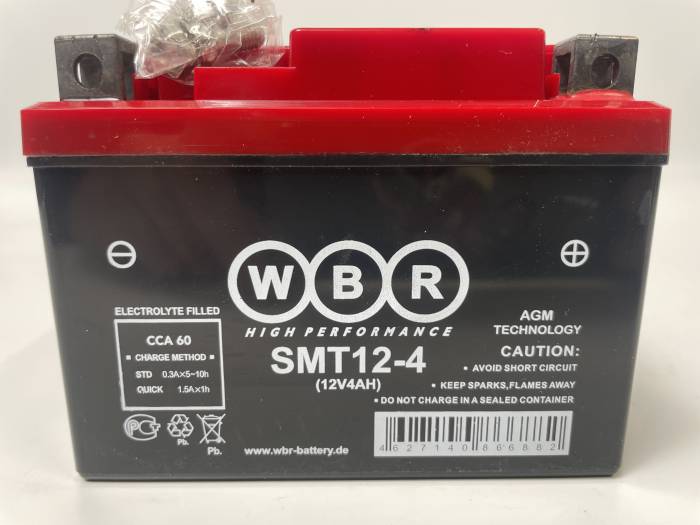 WBR
HIGH PERFORMANCE
SMT12-4
(12V4AH)
ELECTROLYTE FILLED
CCA 60
▪ CHARGE METHOD ▪
STD 0.3A×5~10h
QUICK 1.5A×1h
Pb.
Pb.
www.wbr-battery.de
AGM
TECHNOLOGY
CAUTION:
• AVOID SHORT CIRCUIT
• KEEP SPARKS,FLAMES AWAY
• DO NOT CHARGE IN A SEALED CONTAINER
4627140866882